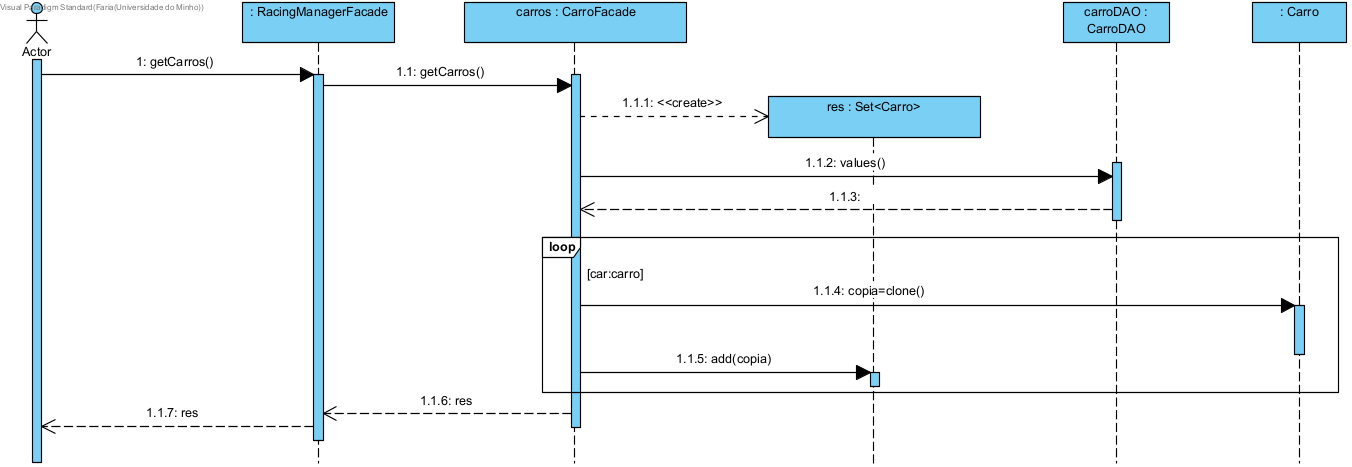 Visual Paradigm Standard(Faria(Universidade do Minho))
Actor
: RacingManagerFacade
carros : CarroFacade
carroDAO :
CarroDAO
: Carro
1: getCarros()
1.1: getCarros()
1.1.1: <<create>>
res : Set<Carro>
1.1.2: values()
1.1.3:
loop
[car:carro]
1.1.4: copia=clone()
1.1.5: add(copia)
1.1.6: res
1.1.7: res